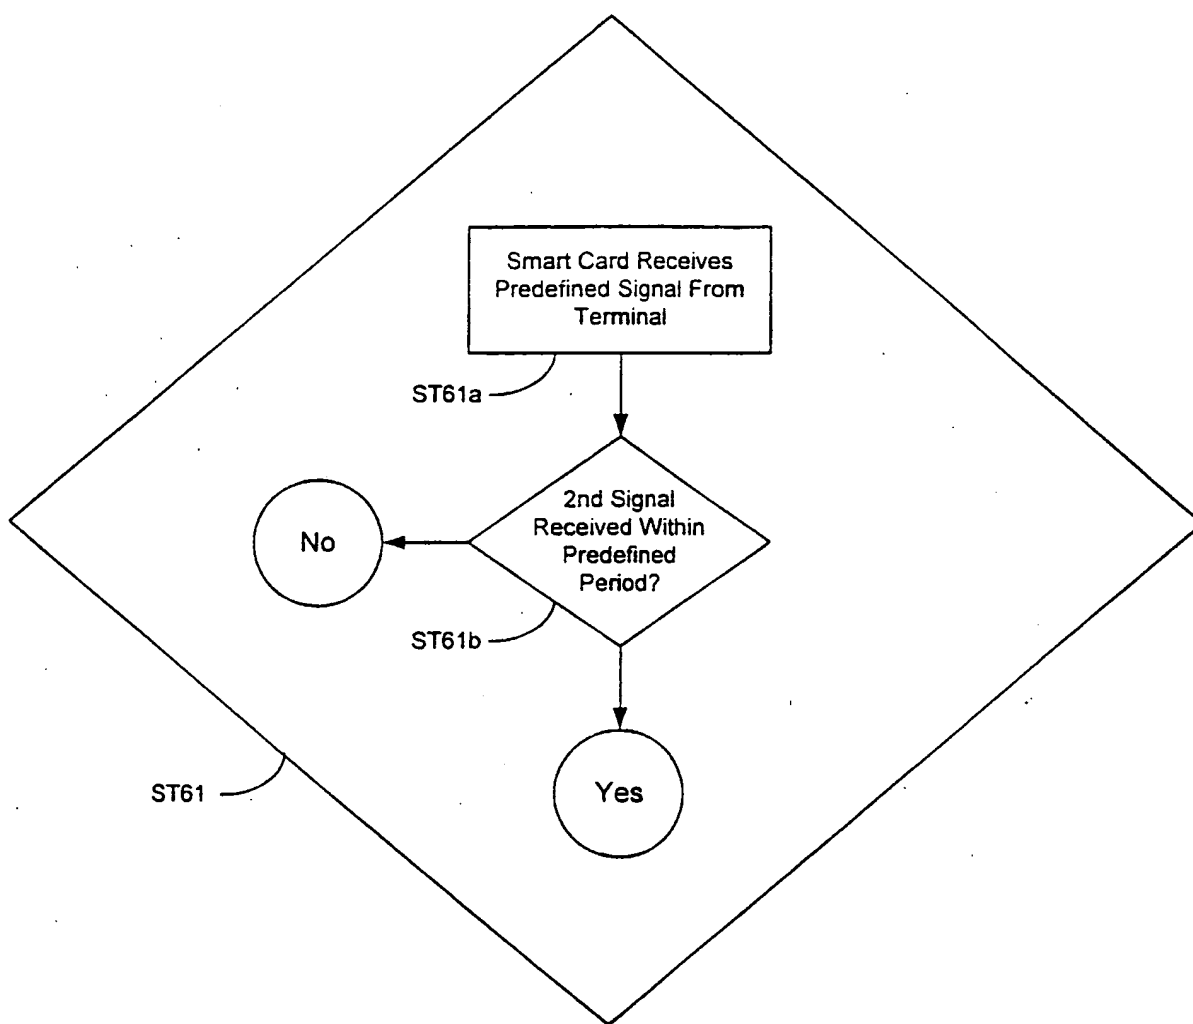 Smart Card Receives
Predefined Signal From
Terminal
ST61a
2nd Signal
Received Within
Predefined
Period?
No
ST61b
ST61
Yes